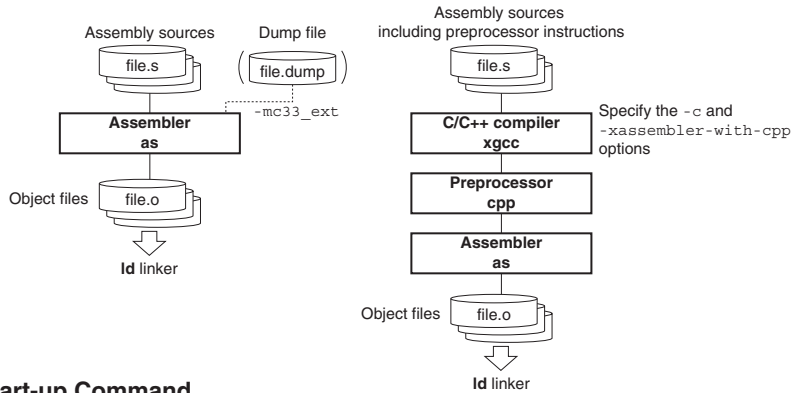 Assembly sources
Dump file
file.s
( file.dump )
-mc33_ext
Assembler
as
Object files
file.o
ld linker
Assembly sources
including preprocessor instructions
file.s
C/C++ compiler
xgcc
Specify the -c and
-xassembler-with-cpp
options
Preprocessor
cpp
Assembler
as
Object files
file.o
ld linker
art-up Command